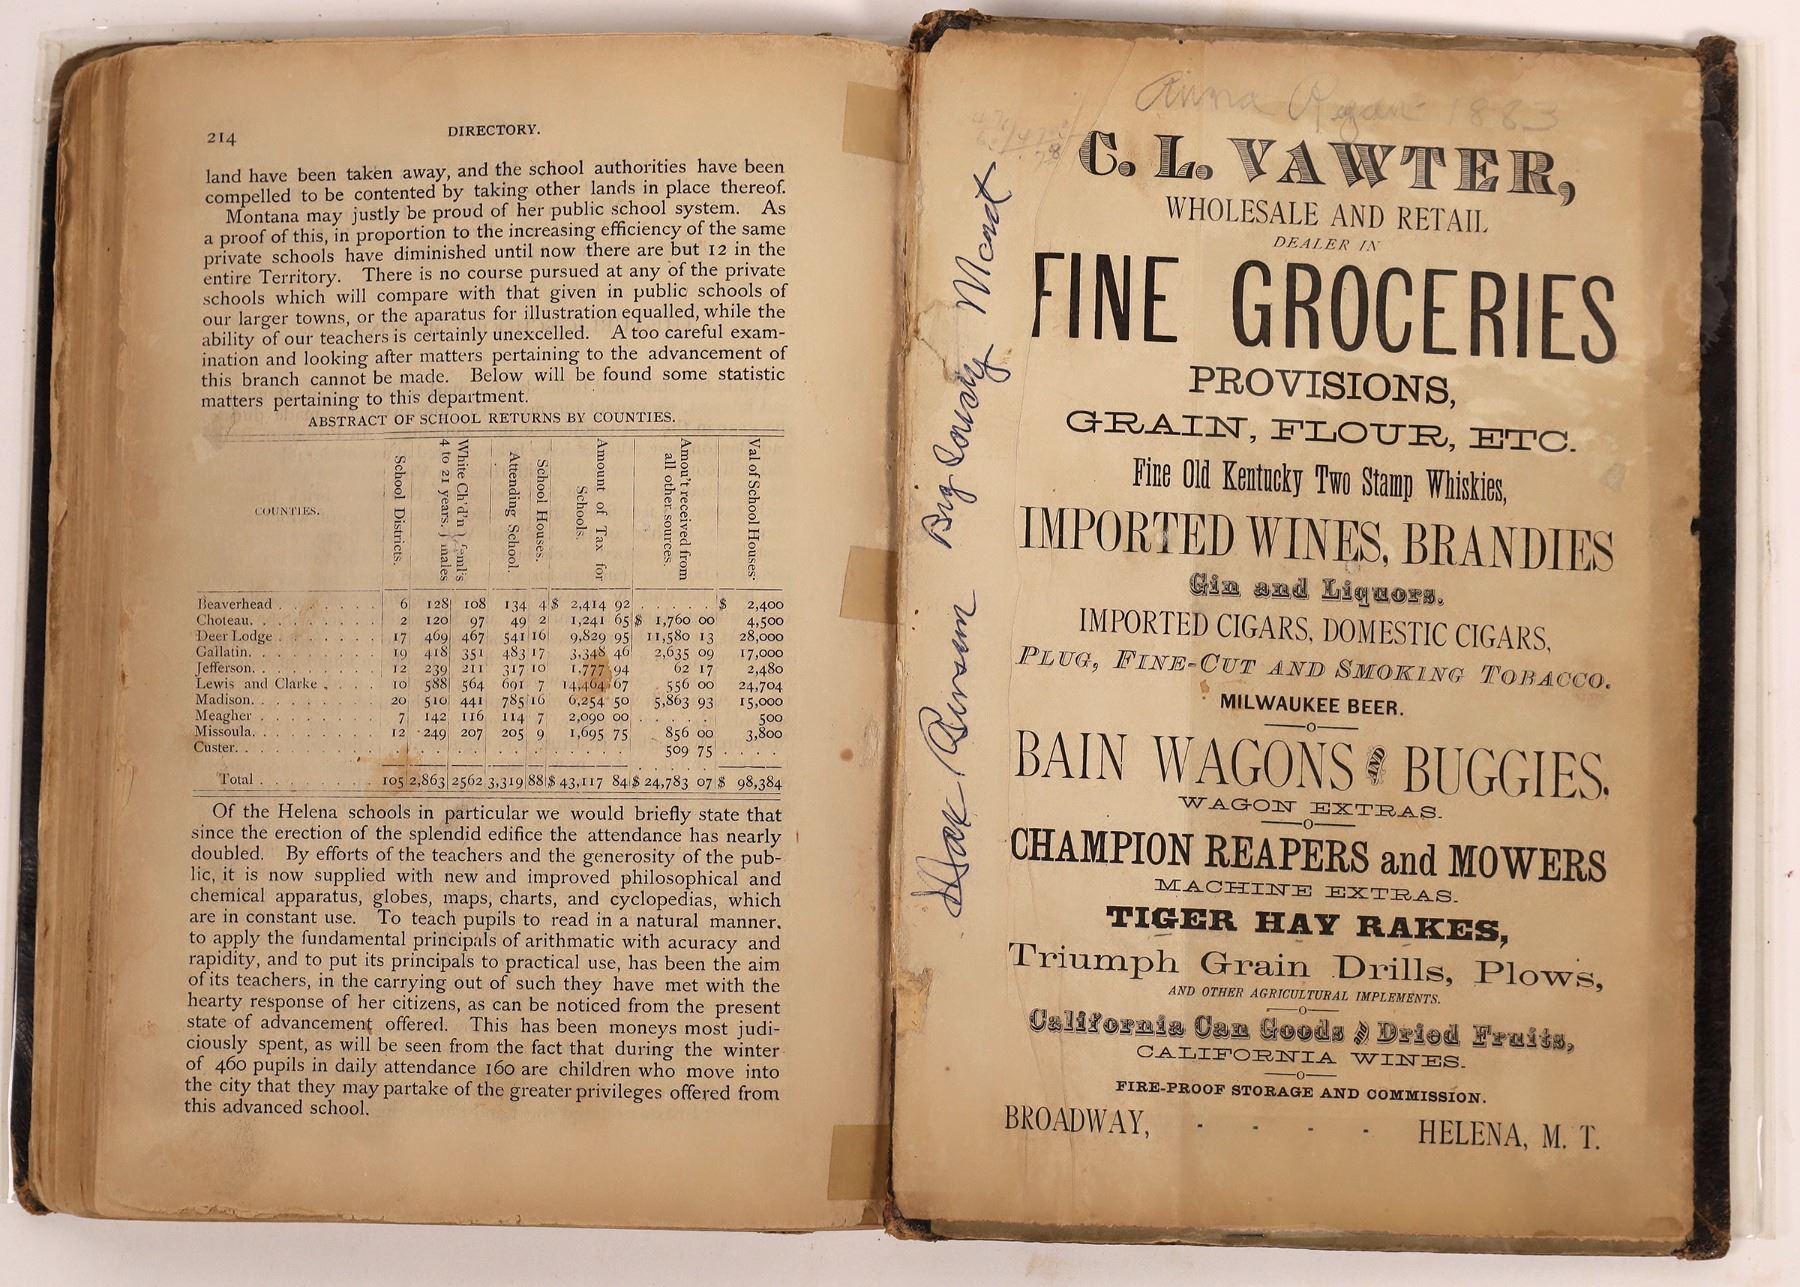 214
DIRECTORY.
land have been taken away, and the school authorities have been
compelled to be contented by taking other lands in place thereof.
Montana may justly be proud of her public school system. As
a proof of this, in proportion to the increasing efficiency of the same
private schools have diminished until now there are but 12 in the
entire Territory. There is no course pursued at any of the private
schools which will compare with that given in public schools of
our larger towns, or the aparatus for illustration equalled, while the
ability of our teachers is certainly unexcelled. A too careful exam-
ination and looking after matters pertaining to the advancement of
this branch cannot be made. Below will be found some statistic
matters pertaining to this department.
ABSTRACT OF SCHOOL RETURNS BY COUNTIES.
COUNTIES.
School Districts.
White Ch'd'n
4 to 21 years. males
Attending School.
School Houses.
Amount of Tax for
Schools.
Amou't received from
all other sources.
Val of School Houses.
Beaverhead . . . . . . . 6 128 108 134 4 $ 2,414 92 . . . . . $ 2,400
Choteau. . . . . . . . . 2 120 97 49 2 1,241 65 $ 1,760 00 4,500
Deer Lodge . . . . . . . 17 469 467 541 16 9,829 95 11,580 13 28,000
Gallatin. . . . . . . . . 19 418 351 483 17 3,348 46 2,635 09 17,000
Jefferson. . . . . . . . 12 239 211 317 10 1,777 94 62 17 2,480
Lewis and Clarke . . . . 10 588 564 691 7 14,464 67 556 00 24,704
Madison. . . . . . . . . 20 510 441 785 16 6,254 50 5,863 93 15,000
Meagher . . . . . . . . 7 142 116 114 7 2,090 00 . . . . . 500
Missoula. . . . . . . . 12 249 207 205 9 1,695 75 856 00 3,800
Custer. . . . . . . . . . . . . . . . . . 509 75 . . . .
Total . . . . . . . . 105 2,863 2562 3,319 88 $ 43,117 84 $ 24,783 07 $ 98,384
Of the Helena schools in particular we would briefly state that
since the erection of the splendid edifice the attendance has nearly
doubled. By efforts of the teachers and the generosity of the pub-
lic, it is now supplied with new and improved philosophical and
chemical apparatus, globes, maps, charts, and cyclopedias, which
are in constant use. To teach pupils to read in a natural manner,
to apply the fundamental principals of arithmatic with acuracy and
rapidity, and to put its principals to practical use, has been the aim
of its teachers, in the carrying out of such they have met with the
hearty response of her citizens, as can be noticed from the present
state of advancement offered. This has been moneys most judi-
ciously spent, as will be seen from the fact that during the winter
of 460 pupils in daily attendance 160 are children who move into
the city that they may partake of the greater privileges offered from
this advanced school.
Anna Ryan 1883
C. L. VAWTER,
WHOLESALE AND RETAIL
DEALER IN
FINE GROCERIES
PROVISIONS,
GRAIN, FLOUR, ETC.
Fine Old Kentucky Two Stamp Whiskies,
IMPORTED WINES, BRANDIES
Gin and Liquors.
IMPORTED CIGARS, DOMESTIC CIGARS,
PLUG, FINE-CUT AND SMOKING TOBACCO.
MILWAUKEE BEER.
BAIN WAGONS AND BUGGIES.
WAGON EXTRAS.
CHAMPION REAPERS and MOWERS
MACHINE EXTRAS.
TIGER HAY RAKES,
Triumph Grain Drills, Plows,
AND OTHER AGRICULTURAL IMPLEMENTS.
California Can Goods and Dried Fruits,
CALIFORNIA WINES.
FIRE-PROOF STORAGE AND COMMISSION.
BROADWAY, - - - - HELENA, M. T.
Mont